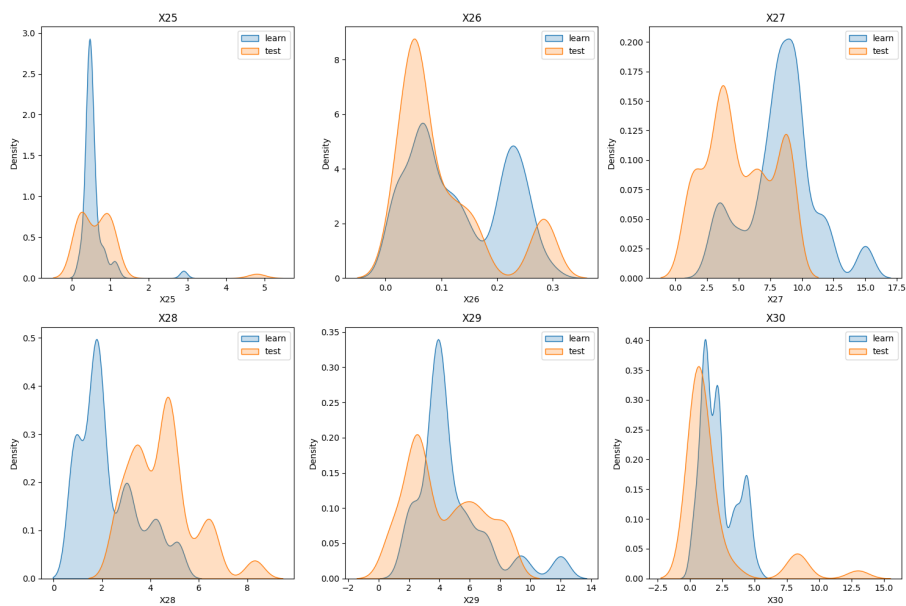 X25
3.0
2.5
2.0
1.5
1.0
0.5
0.0
Density
0
1
2
3
4
5
X25
learn
test
X26
8
6
4
2
0
Density
0.0
0.1
0.2
0.3
X26
learn
test
X27
0.200
0.175
0.150
0.125
0.100
0.075
0.050
0.025
0.000
Density
0.0
2.5
5.0
7.5
10.0
12.5
15.0
17.5
X27
learn
test
X28
0.5
0.4
0.3
0.2
0.1
0.0
Density
0
2
4
6
8
X28
learn
test
X29
0.35
0.30
0.25
0.20
0.15
0.10
0.05
0.00
Density
−2
0
2
4
6
8
10
12
14
X29
learn
test
X30
0.40
0.35
0.30
0.25
0.20
0.15
0.10
0.05
0.00
Density
−2.5
0.0
2.5
5.0
7.5
10.0
12.5
15.0
X30
learn
test